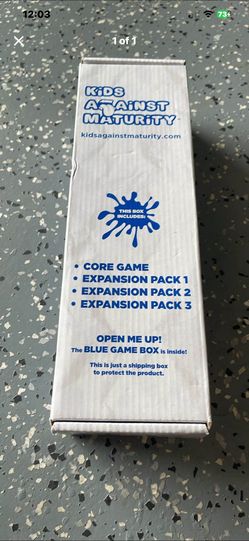 12:03
73
1 of 1
KiDS
AGAiNST
MATURiTY
kidsagainstmaturity.com
THIS BOX
INCLUDES:
• CORE GAME
• EXPANSION PACK 1
• EXPANSION PACK 2
• EXPANSION PACK 3
OPEN ME UP!
The BLUE GAME BOX is inside!
This is just a shipping box
to protect the product.